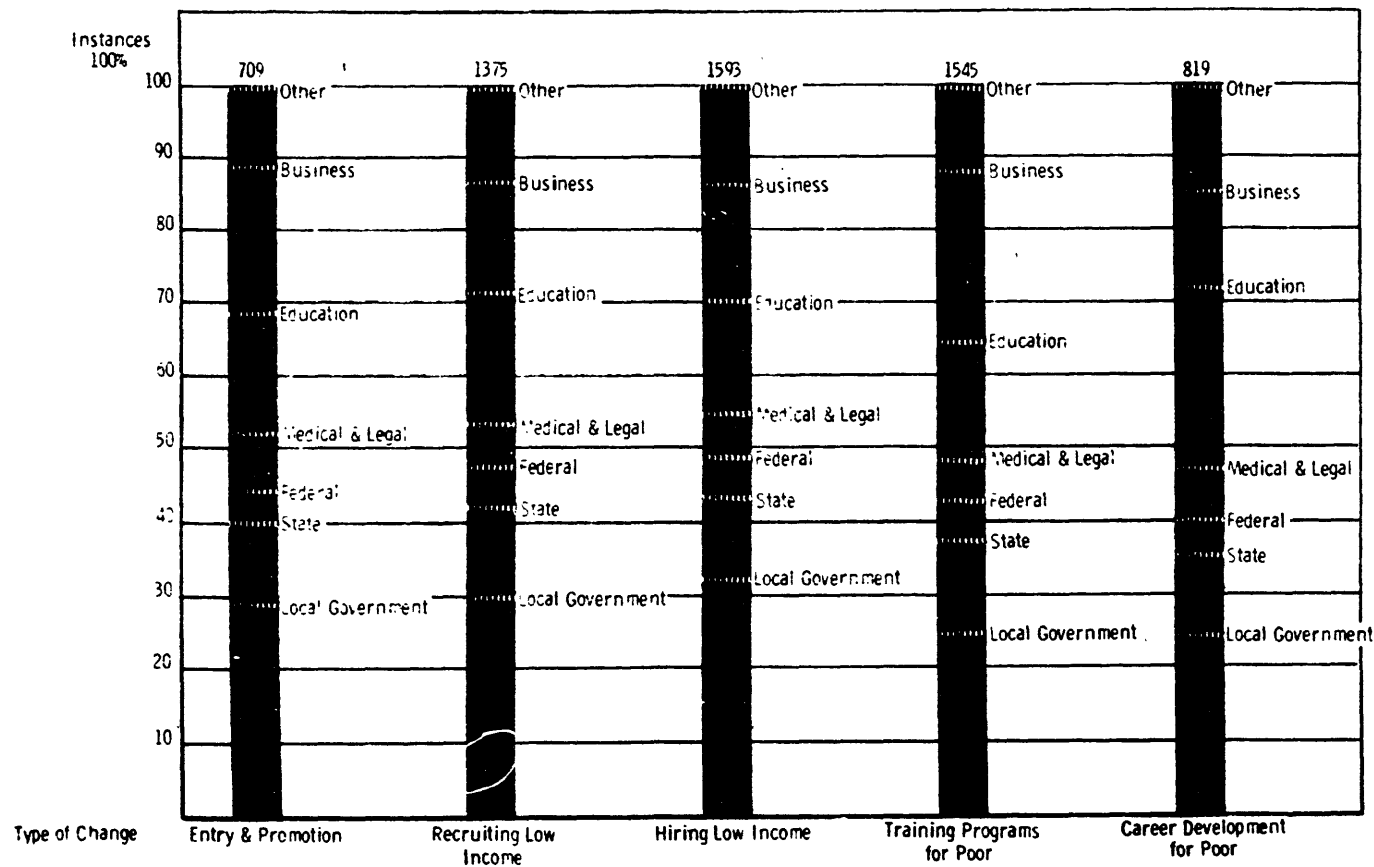 Instances
100%
709 1375 1593 1545 819
100 Other Other Other Other Other
90
Business Business Business Business Business
80
70
Education Education Education Education Education
60
50
Medical & Legal Medical & Legal Medical & Legal Medical & Legal Medical & Legal
Federal Federal Federal Federal Federal
40
State State State State State
30
Local Government Local Government Local Government Local Government Local Government
20
10
Type of Change Entry & Promotion Recruiting Low Hiring Low Income Training Programs Career Development
Income for Poor for Poor